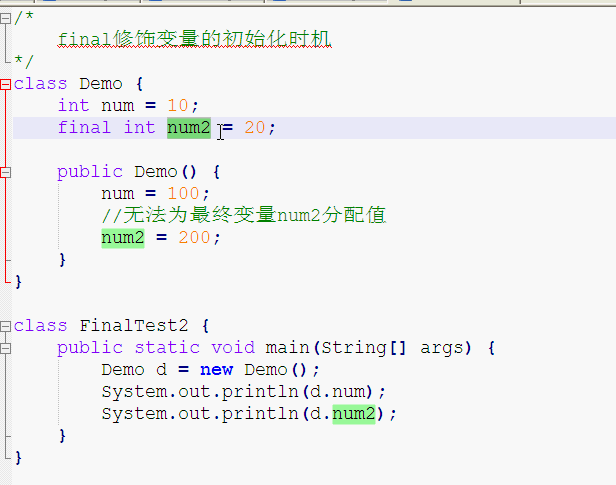 /*
    final修饰变量的初始化时机
*/
class Demo {
    int num = 10;
    final int num2 = 20;

    public Demo() {
        num = 100;
        //无法为最终变量num2分配值
        num2 = 200;
    }
}

class FinalTest2 {
    public static void main(String[] args) {
        Demo d = new Demo();
        System.out.println(d.num);
        System.out.println(d.num2);
    }
}